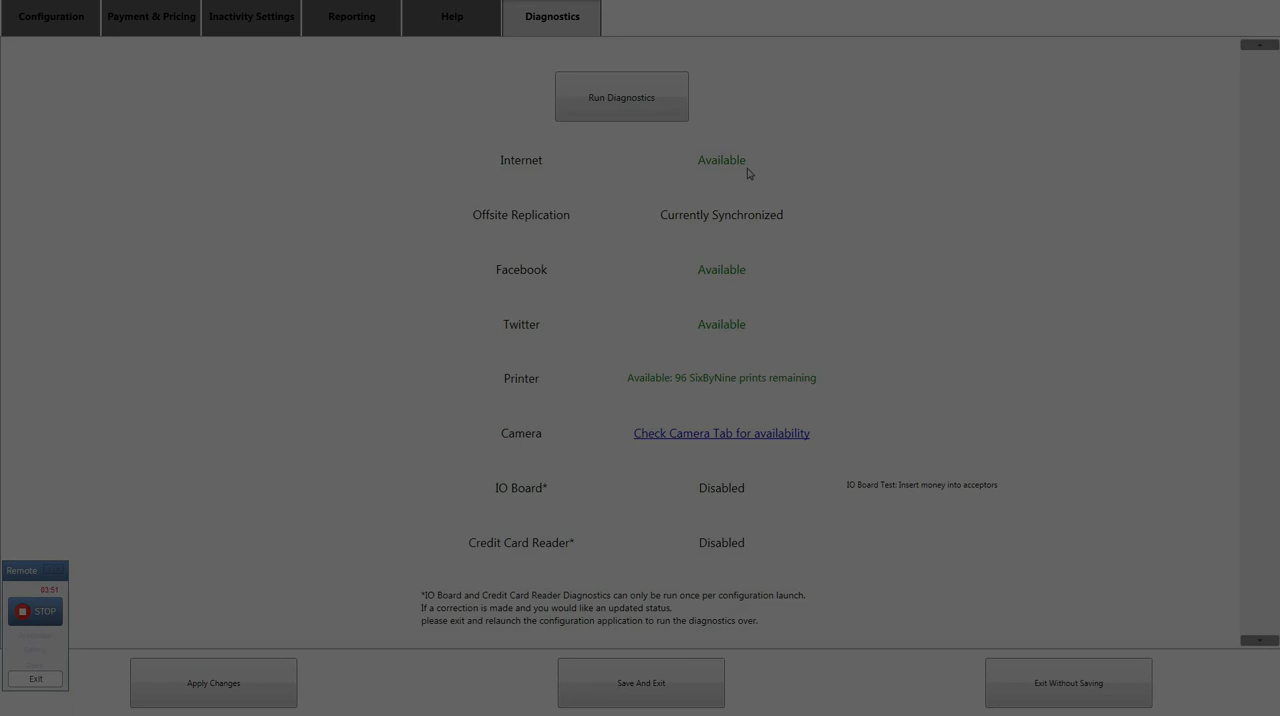 Configuration
Payment & Pricing
Inactivity Settings
Reporting
Help
Diagnostics
Run Diagnostics
Internet
Available
Offsite Replication
Currently Synchronized
Facebook
Available
Twitter
Available
Printer
Available: 96 SixByNine prints remaining
Camera
Check Camera Tab for availability
IO Board*
Disabled
IO Board Test: Insert money into acceptors
Credit Card Reader*
Disabled
*IO Board and Credit Card Reader Diagnostics can only be run once per configuration launch.
If a correction is made and you would like an updated status.
please exit and relaunch the configuration application to run the diagnostics over.
Remote
03:51
STOP
Exit
Apply Changes
Save And Exit
Exit Without Saving